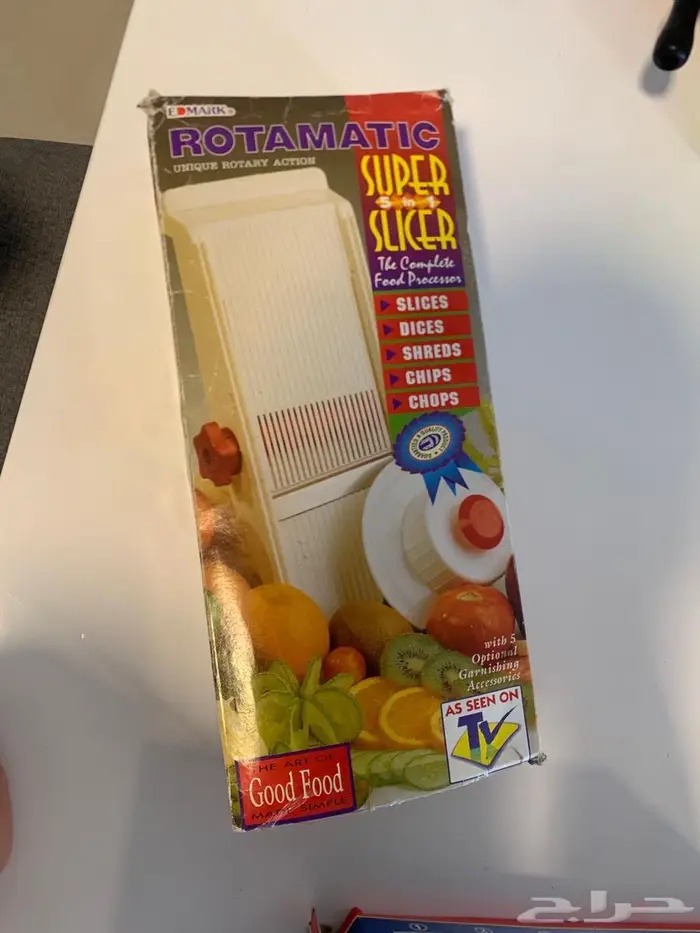 EDMARK®
ROTAMATIC
UNIQUE ROTARY ACTION
SUPER
5 in 1
SLICER
The Complete
Food Processor
SLICES
DICES
SHREDS
CHIPS
CHOPS
with 5
Optional
Garnishing
Accessories
AS SEEN ON
TV
THE ART OF
Good Food
MADE SIMPLE
حراج